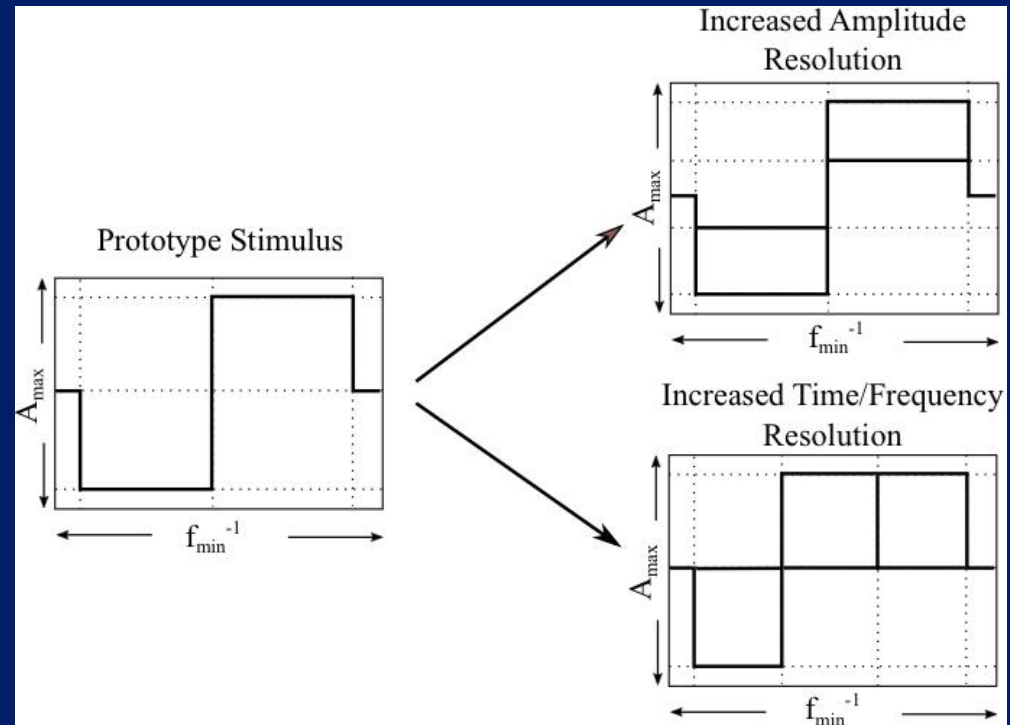 Increased Amplitude
Resolution
A_max
f_min^-1
Prototype Stimulus
A_max
f_min^-1
Increased Time/Frequency
Resolution
A_max
f_min^-1